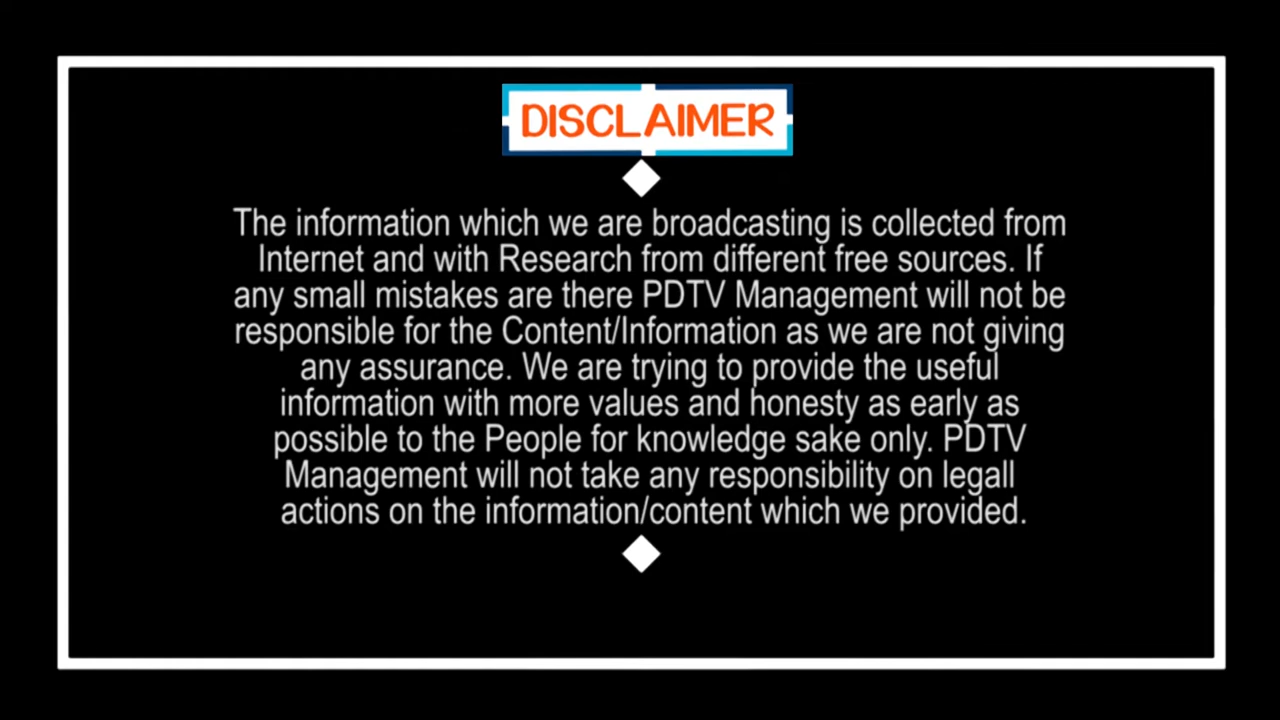 DISCLAIMER
The information which we are broadcasting is collected from
Internet and with Research from different free sources. If
any small mistakes are there PDTV Management will not be
responsible for the Content/Information as we are not giving
any assurance. We are trying to provide the useful
information with more values and honesty as early as
possible to the People for knowledge sake only. PDTV
Management will not take any responsibility on legall
actions on the information/content which we provided.